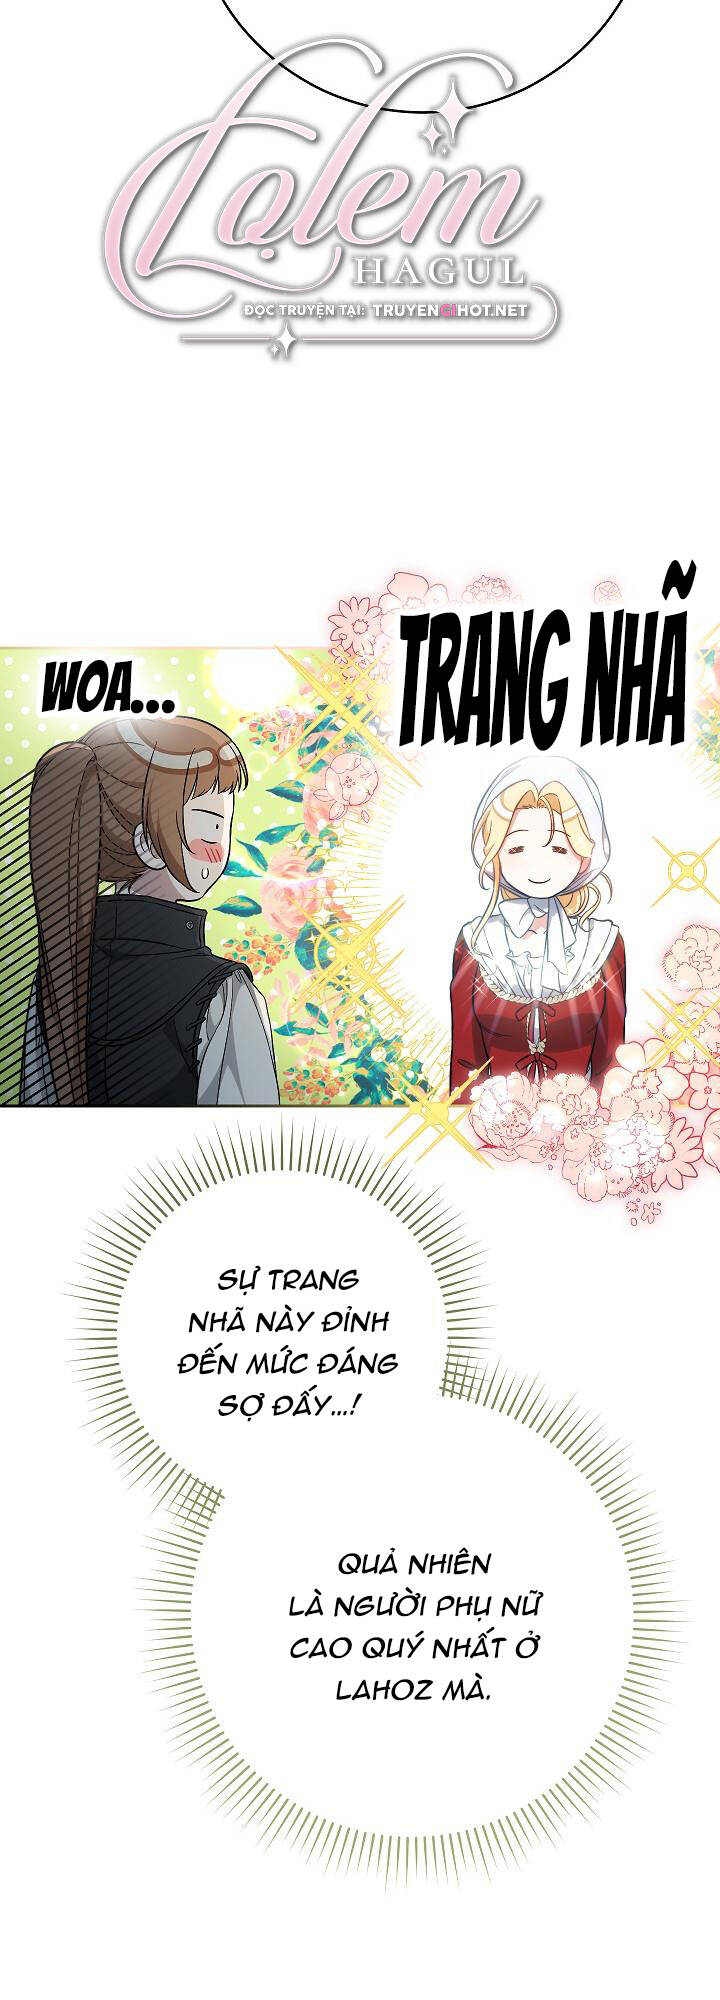 Lọlem
HAGUL
ĐỌC TRUYỆN TẠI: TRUYENGIHOT.NET
TRANG NHÃ
WOA...
SỰ TRANG
NHÃ NÀY ĐỈNH
ĐẾN MỨC ĐÁNG
SỢ ĐẤY...!
QUẢ NHIÊN
LÀ NGƯỜI PHỤ NỮ
CAO QUÝ NHẤT Ở
LAHOZ MÀ.